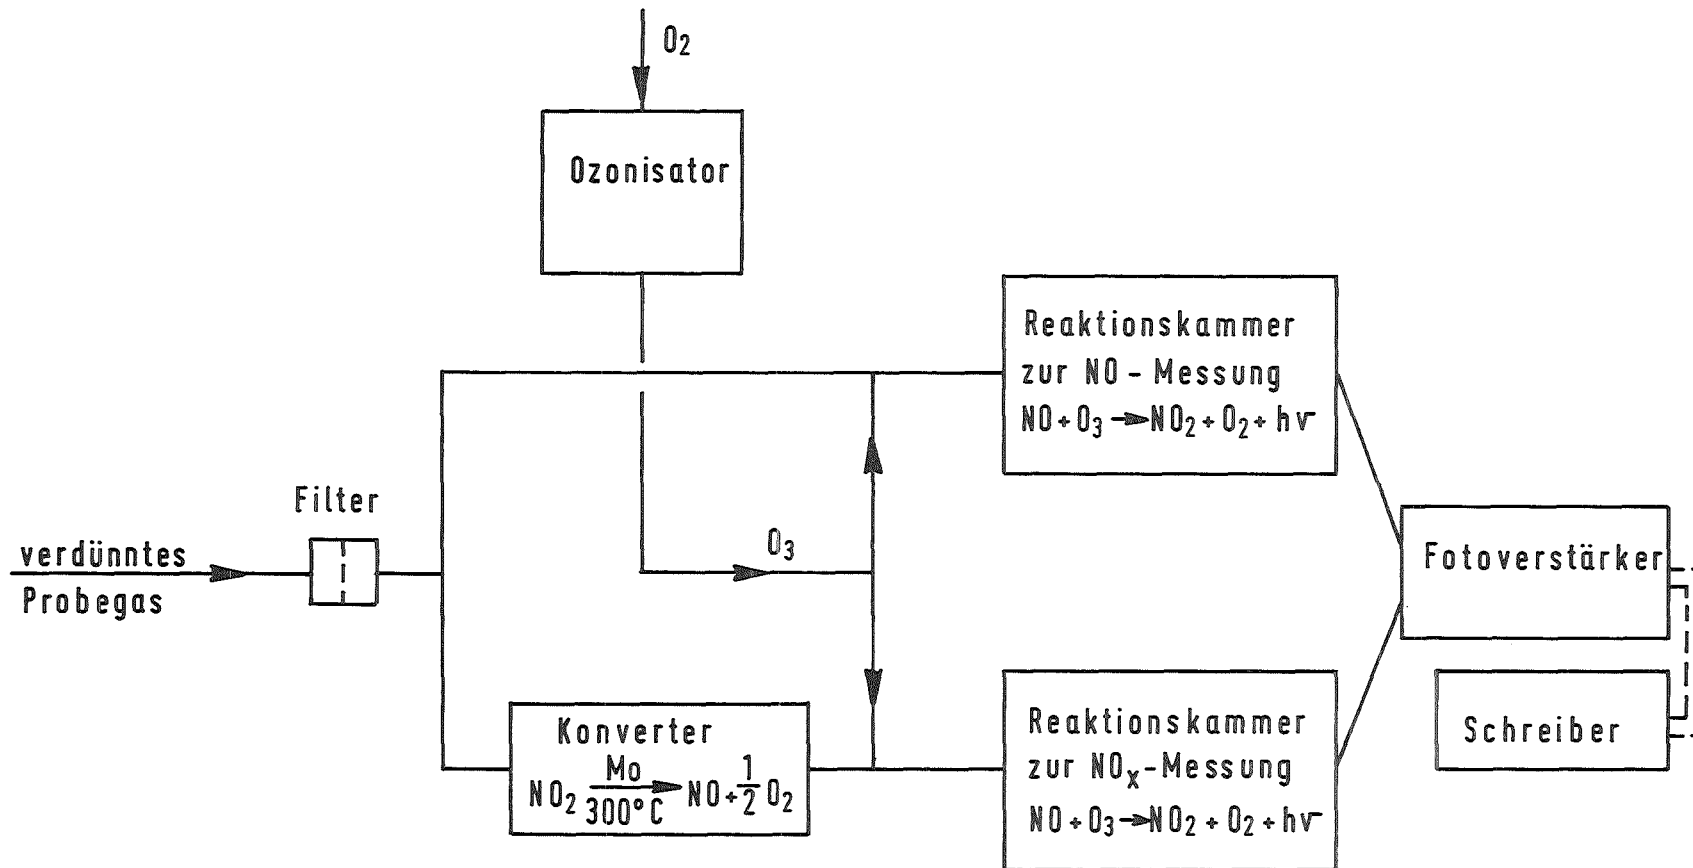 O₂
Ozonisator
Reaktionskammer
zur NO - Messung
NO + O₃ → NO₂ + O₂ + hν
Filter
verdünntes
Probegas
O₃
Fotoverstärker
Konverter
Mo
NO₂ → NO + 1/2 O₂
300°C
Reaktionskammer
zur NOₓ-Messung
NO + O₃ → NO₂ + O₂ + hν
Schreiber